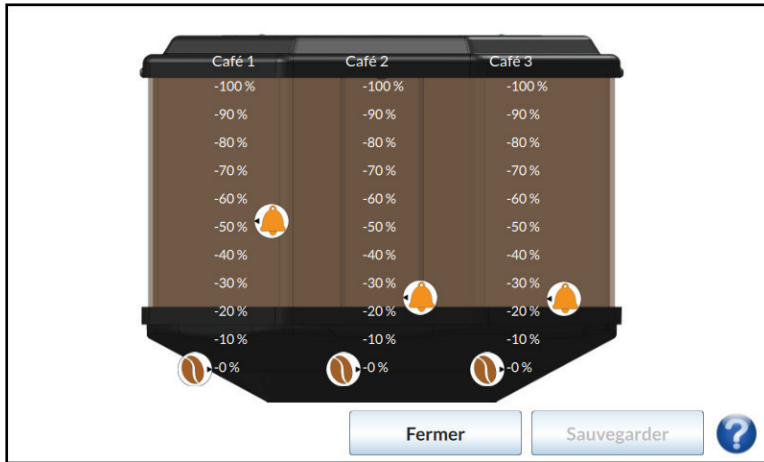 Café 1 Café 2 Café 3
-100 % -100 % -100 %
-90 % -90 % -90 %
-80 % -80 % -80 %
-70 % -70 % -70 %
-60 % -60 % -60 %
-50 % -50 % -50 %
-40 % -40 % -40 %
-30 % -30 % -30 %
-20 % -20 % -20 %
-10 % -10 % -10 %
-0 % -0 % -0 %
Fermer Sauvegarder ?